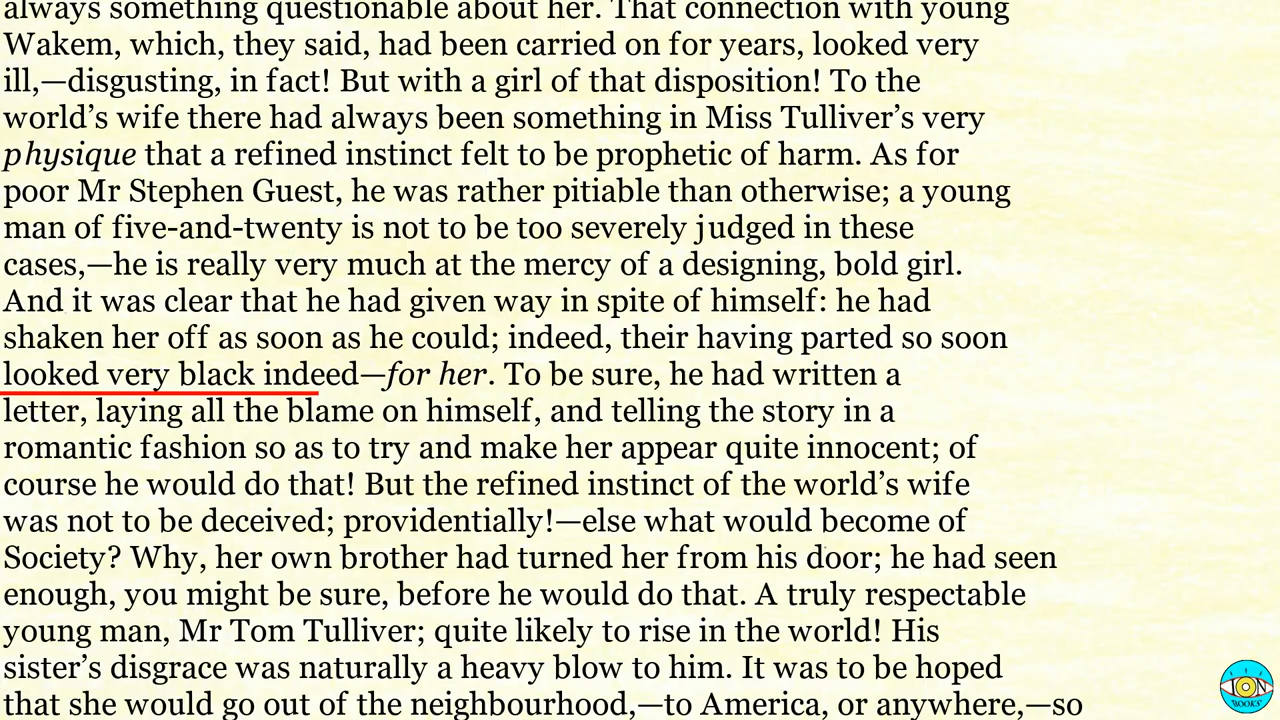 always something questionable about her. That connection with young
Wakem, which, they said, had been carried on for years, looked very
ill,—disgusting, in fact! But with a girl of that disposition! To the
world’s wife there had always been something in Miss Tulliver’s very
physique that a refined instinct felt to be prophetic of harm. As for
poor Mr Stephen Guest, he was rather pitiable than otherwise; a young
man of five-and-twenty is not to be too severely judged in these
cases,—he is really very much at the mercy of a designing, bold girl.
And it was clear that he had given way in spite of himself: he had
shaken her off as soon as he could; indeed, their having parted so soon
looked very black indeed—for her. To be sure, he had written a
letter, laying all the blame on himself, and telling the story in a
romantic fashion so as to try and make her appear quite innocent; of
course he would do that! But the refined instinct of the world’s wife
was not to be deceived; providentially!—else what would become of
Society? Why, her own brother had turned her from his door; he had seen
enough, you might be sure, before he would do that. A truly respectable
young man, Mr Tom Tulliver; quite likely to rise in the world! His
sister’s disgrace was naturally a heavy blow to him. It was to be hoped
that she would go out of the neighbourhood,—to America, or anywhere,—so
ION
BOOKS